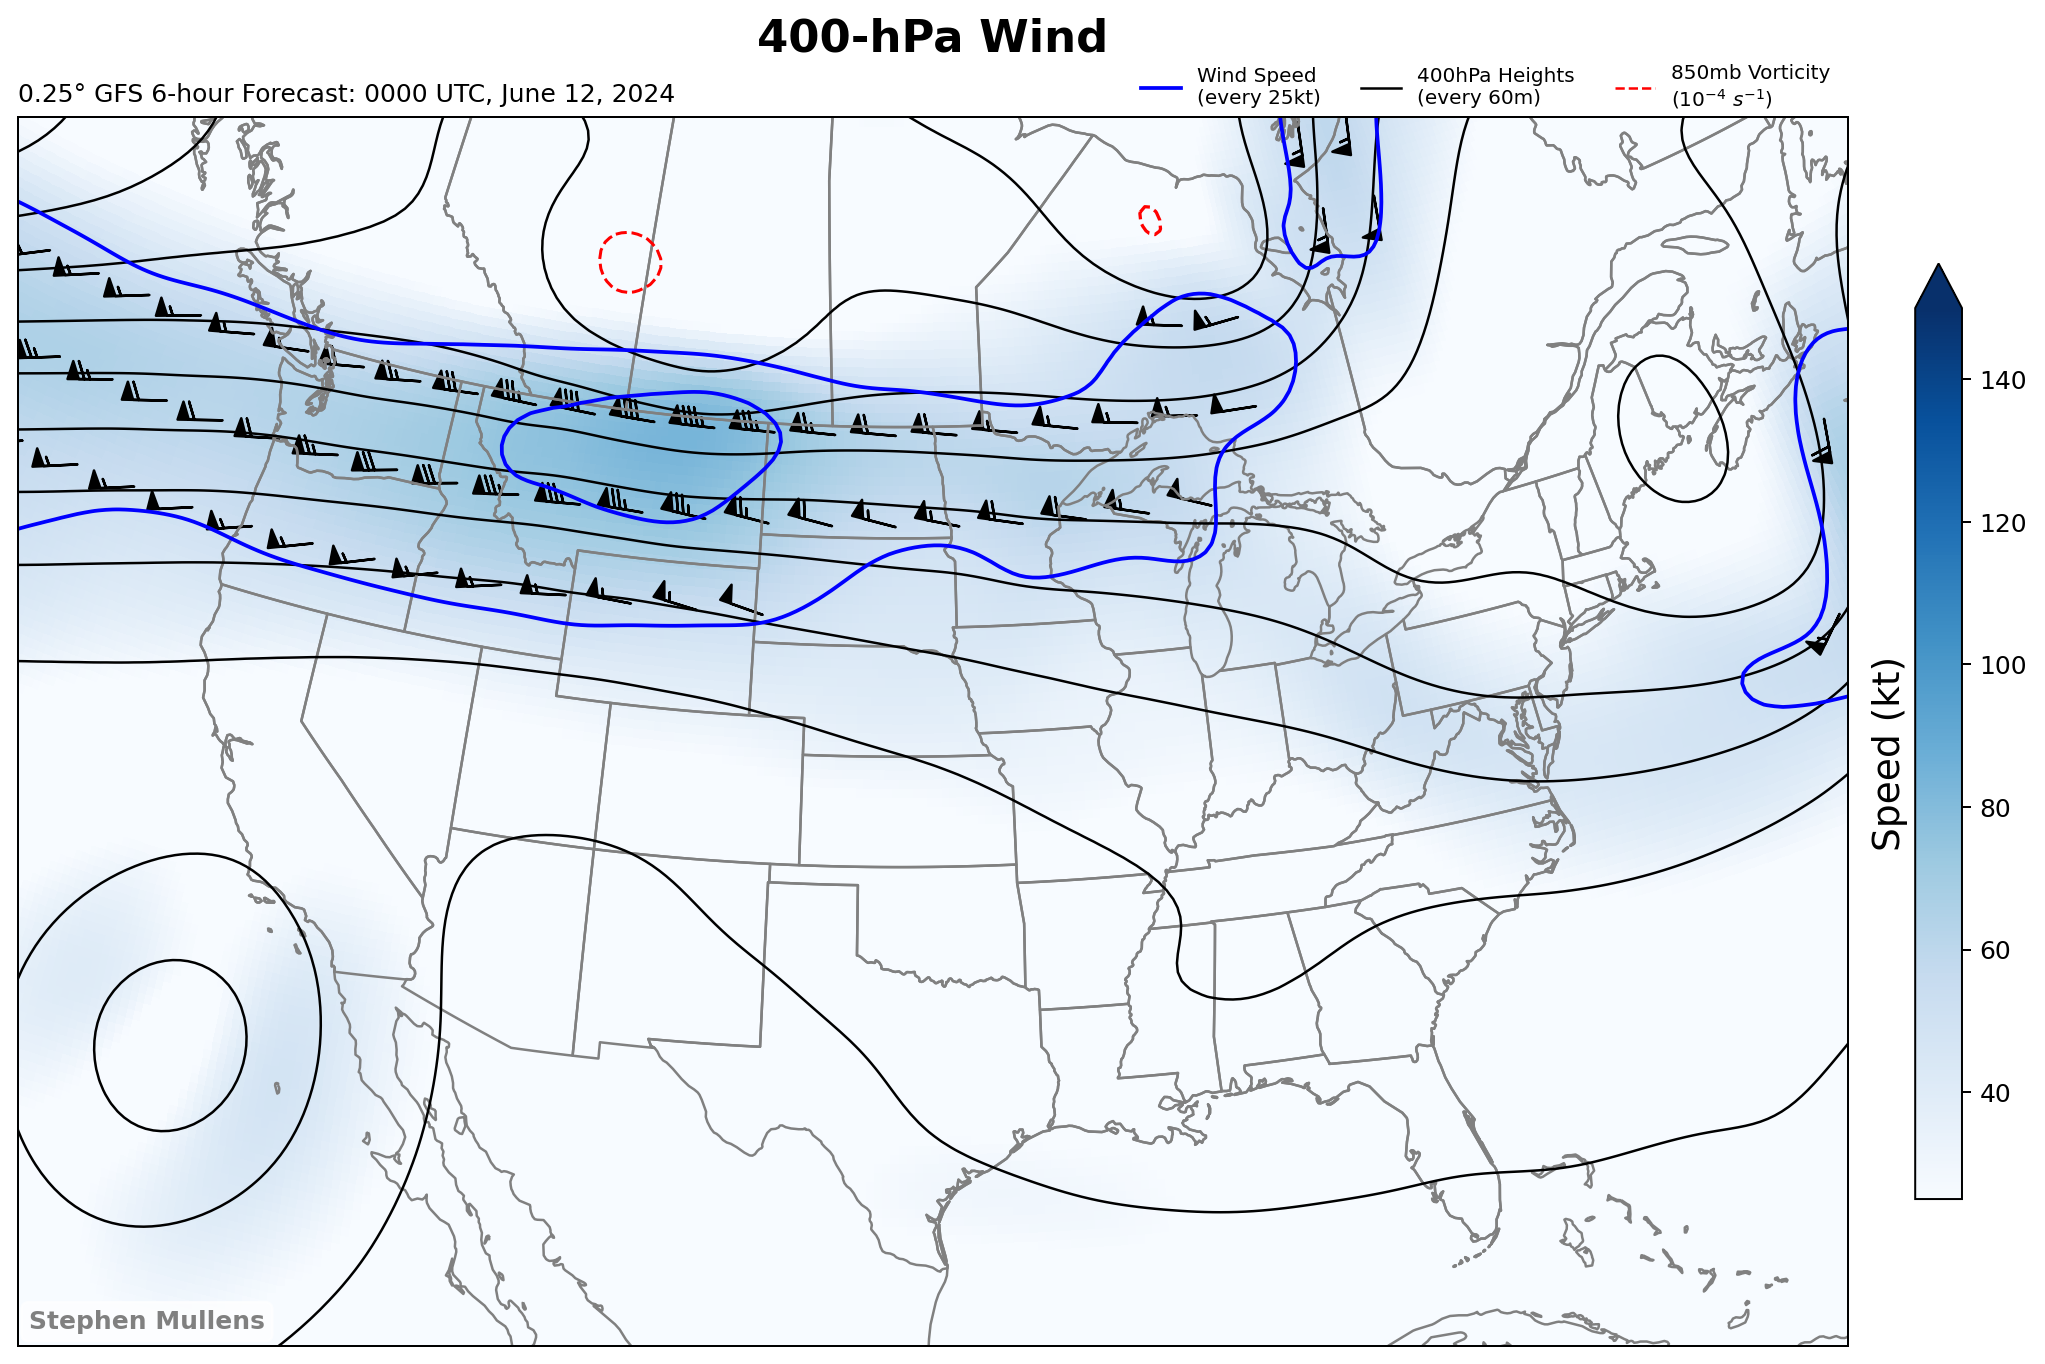 400-hPa Wind
0.25° GFS 6-hour Forecast: 0000 UTC, June 12, 2024
Wind Speed
(every 25kt)
400hPa Heights
(every 60m)
850mb Vorticity
(10⁻⁴ s⁻¹)
140
120
100
80
60
40
Speed (kt)
Stephen Mullens